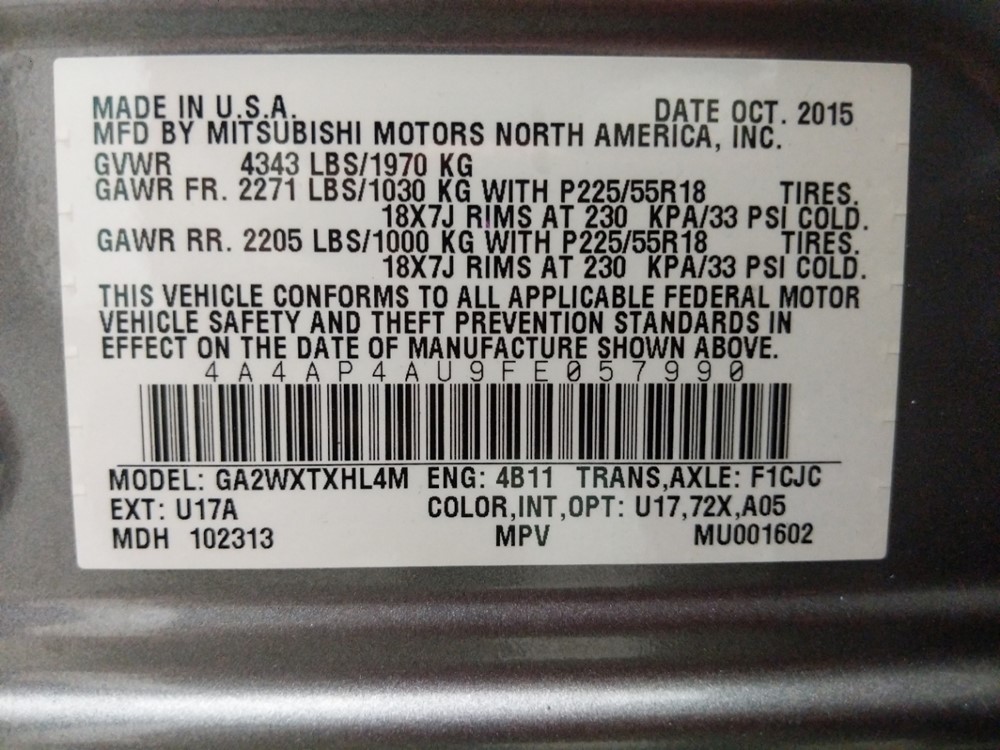 MADE IN U.S.A. DATE OCT. 2015
MFD BY MITSUBISHI MOTORS NORTH AMERICA, INC.
GVWR 4343 LBS/1970 KG
GAWR FR. 2271 LBS/1030 KG WITH P225/55R18 TIRES.
18X7J RIMS AT 230 KPA/33 PSI COLD.
GAWR RR. 2205 LBS/1000 KG WITH P225/55R18 TIRES.
18X7J RIMS AT 230 KPA/33 PSI COLD.
THIS VEHICLE CONFORMS TO ALL APPLICABLE FEDERAL MOTOR
VEHICLE SAFETY AND THEFT PREVENTION STANDARDS IN
EFFECT ON THE DATE OF MANUFACTURE SHOWN ABOVE.
4A4AP4AU9FE057990
MODEL: GA2WXTXHL4M ENG: 4B11 TRANS,AXLE: F1CJC
EXT: U17A COLOR,INT,OPT: U17,72X,A05
MDH 102313 MPV MU001602